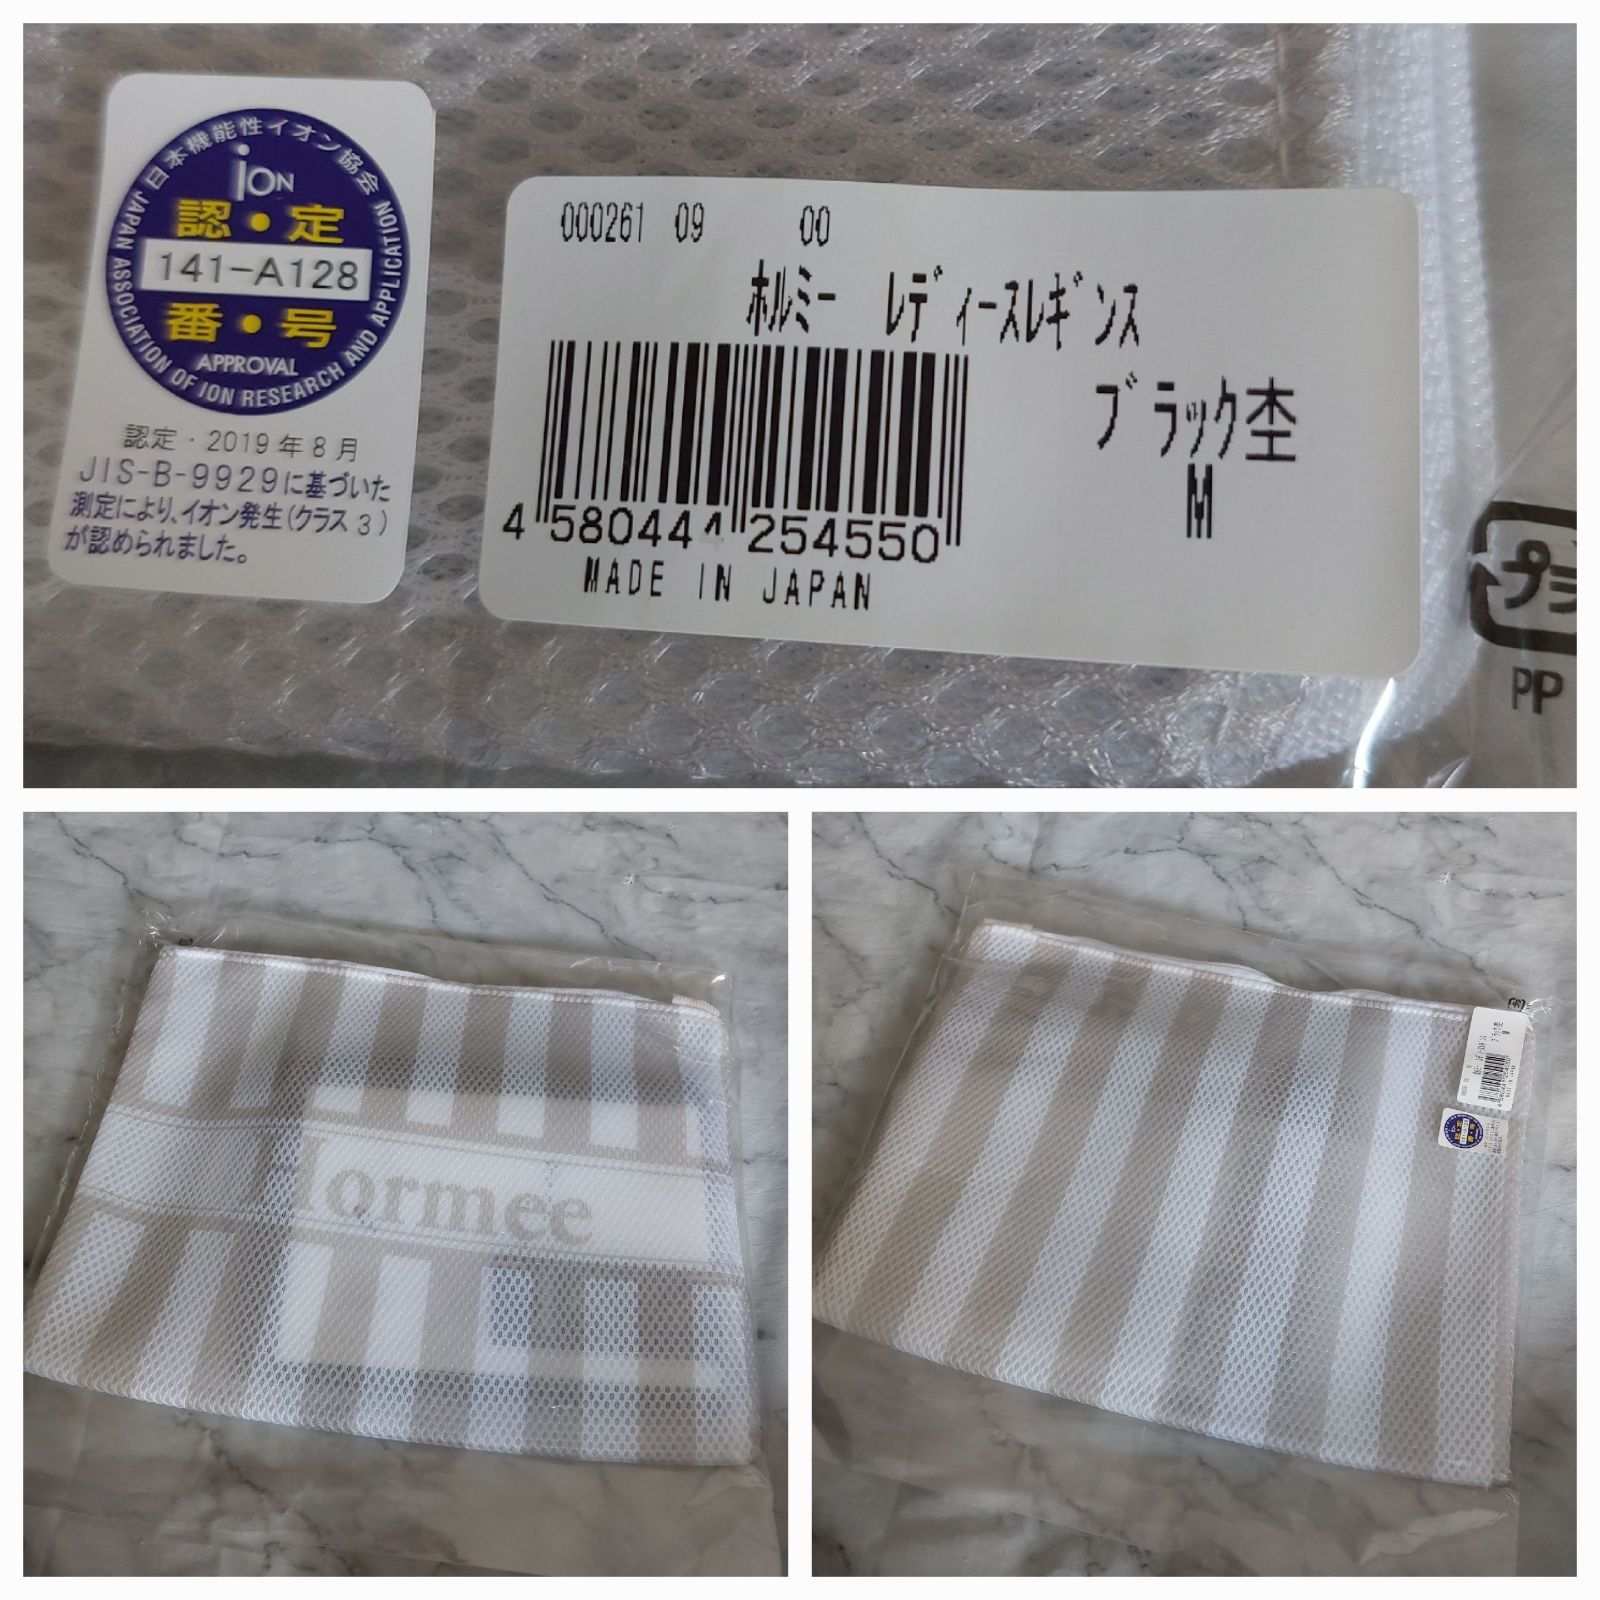 日本機能性イオン協会
ion
認・定
141-A128
番・号
APPROVAL
JAPAN ASSOCIATION OF ION RESEARCH AND APPLICATION
認定・2019年8月
JIS-B-9929に基づいた
測定により、イオン発生(クラス3)
が認められました。
000261 09 00
ホルミー レディースレギンス
ブラック杢
M
4 580444 254550
MADE IN JAPAN
プラ
PP
Hormee